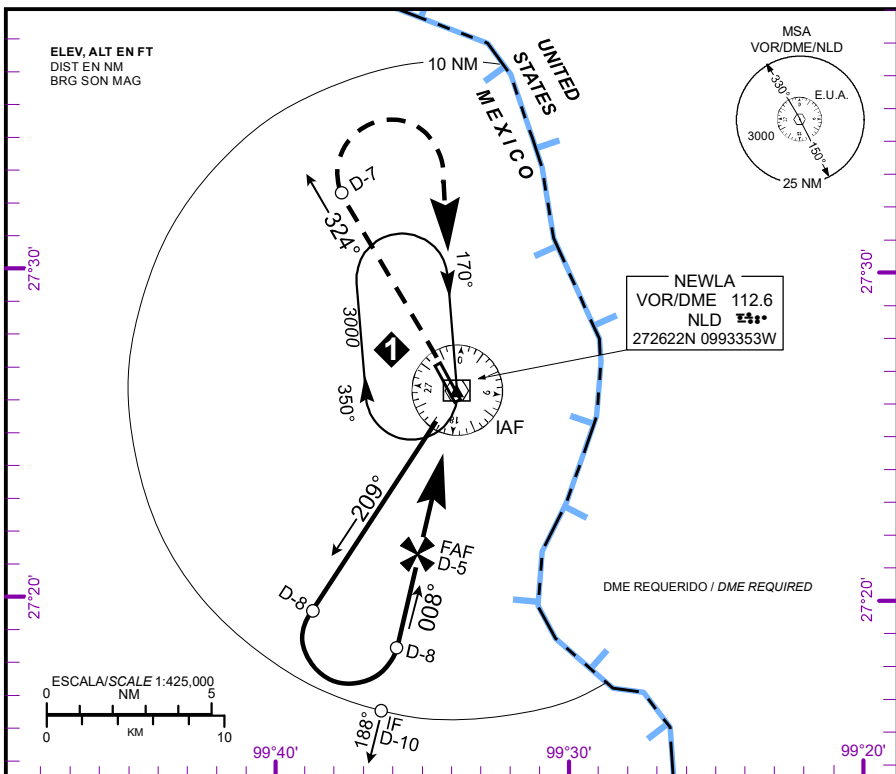 ELEV, ALT EN FT
DIST EN NM
BRG SON MAG
10 NM
UNITED
STATES
MEXICO
MSA
VOR/DME/NLD
330°
E.U.A.
3000
150°
25 NM
D-7
324°
170°
3000
1
350°
27°30'
27°30'
NEWLA
VOR/DME 112.6
NLD
272622N 0993353W
0
9
18
27
IAF
209°
FAF
D-5
008°
D-8
D-8
27°20'
27°20'
DME REQUERIDO / DME REQUIRED
ESCALA/SCALE 1:425,000
NM
0 5
0 10
KM
IF
D-10
188°
99°40'
99°30'
99°20'